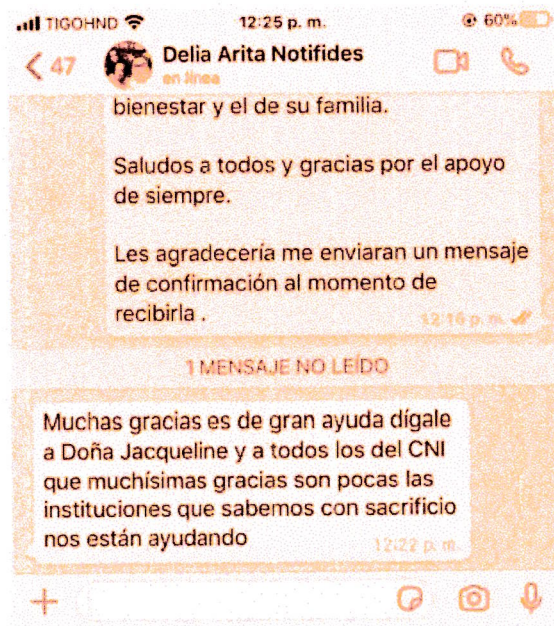 TIGOHND 12:25 p. m. 60%
47 Delia Arita Notifides
en línea
bienestar y el de su familia.
Saludos a todos y gracias por el apoyo
de siempre.
Les agradecería me enviaran un mensaje
de confirmación al momento de
recibirla .
12:16 p. m.
1 MENSAJE NO LEÍDO
Muchas gracias es de gran ayuda dígale
a Doña Jacqueline y a todos los del CNI
que muchísimas gracias son pocas las
instituciones que sabemos con sacrificio
nos están ayudando
12:22 p. m.